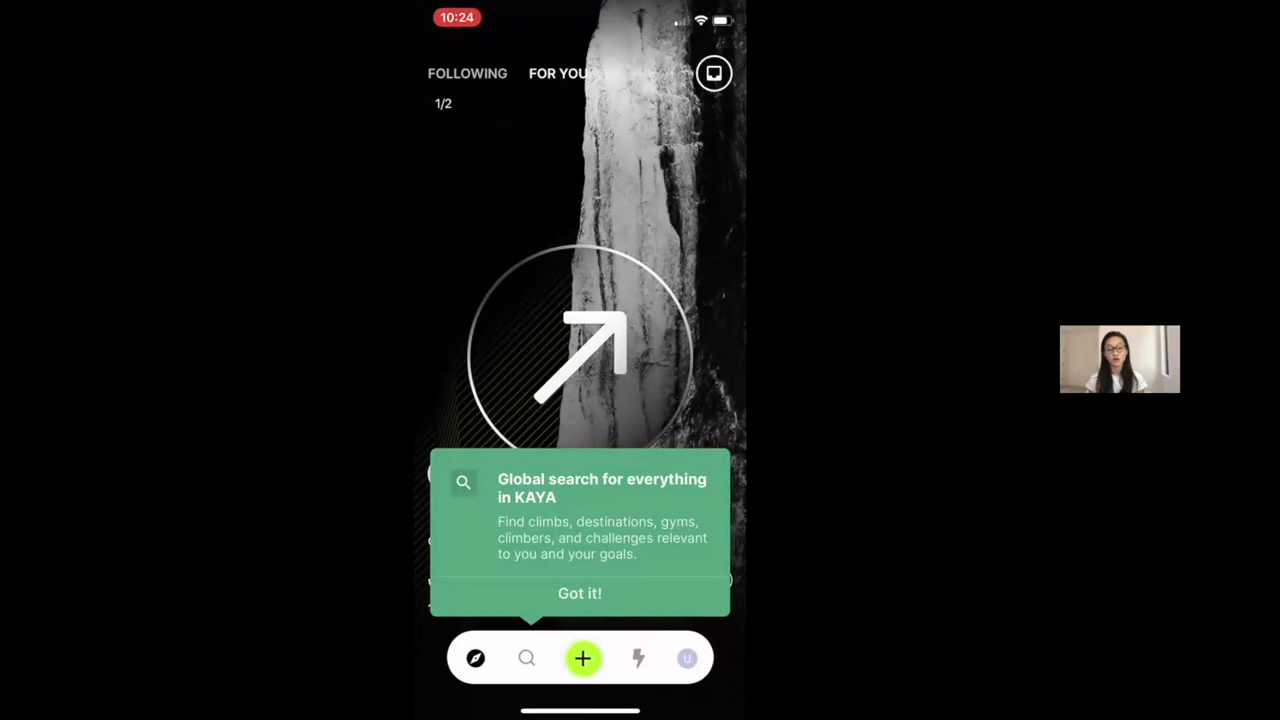 10:24
FOLLOWING
FOR YOU
1/2
Global search for everything
in KAYA
Find climbs, destinations, gyms,
climbers, and challenges relevant
to you and your goals.
Got it!
U